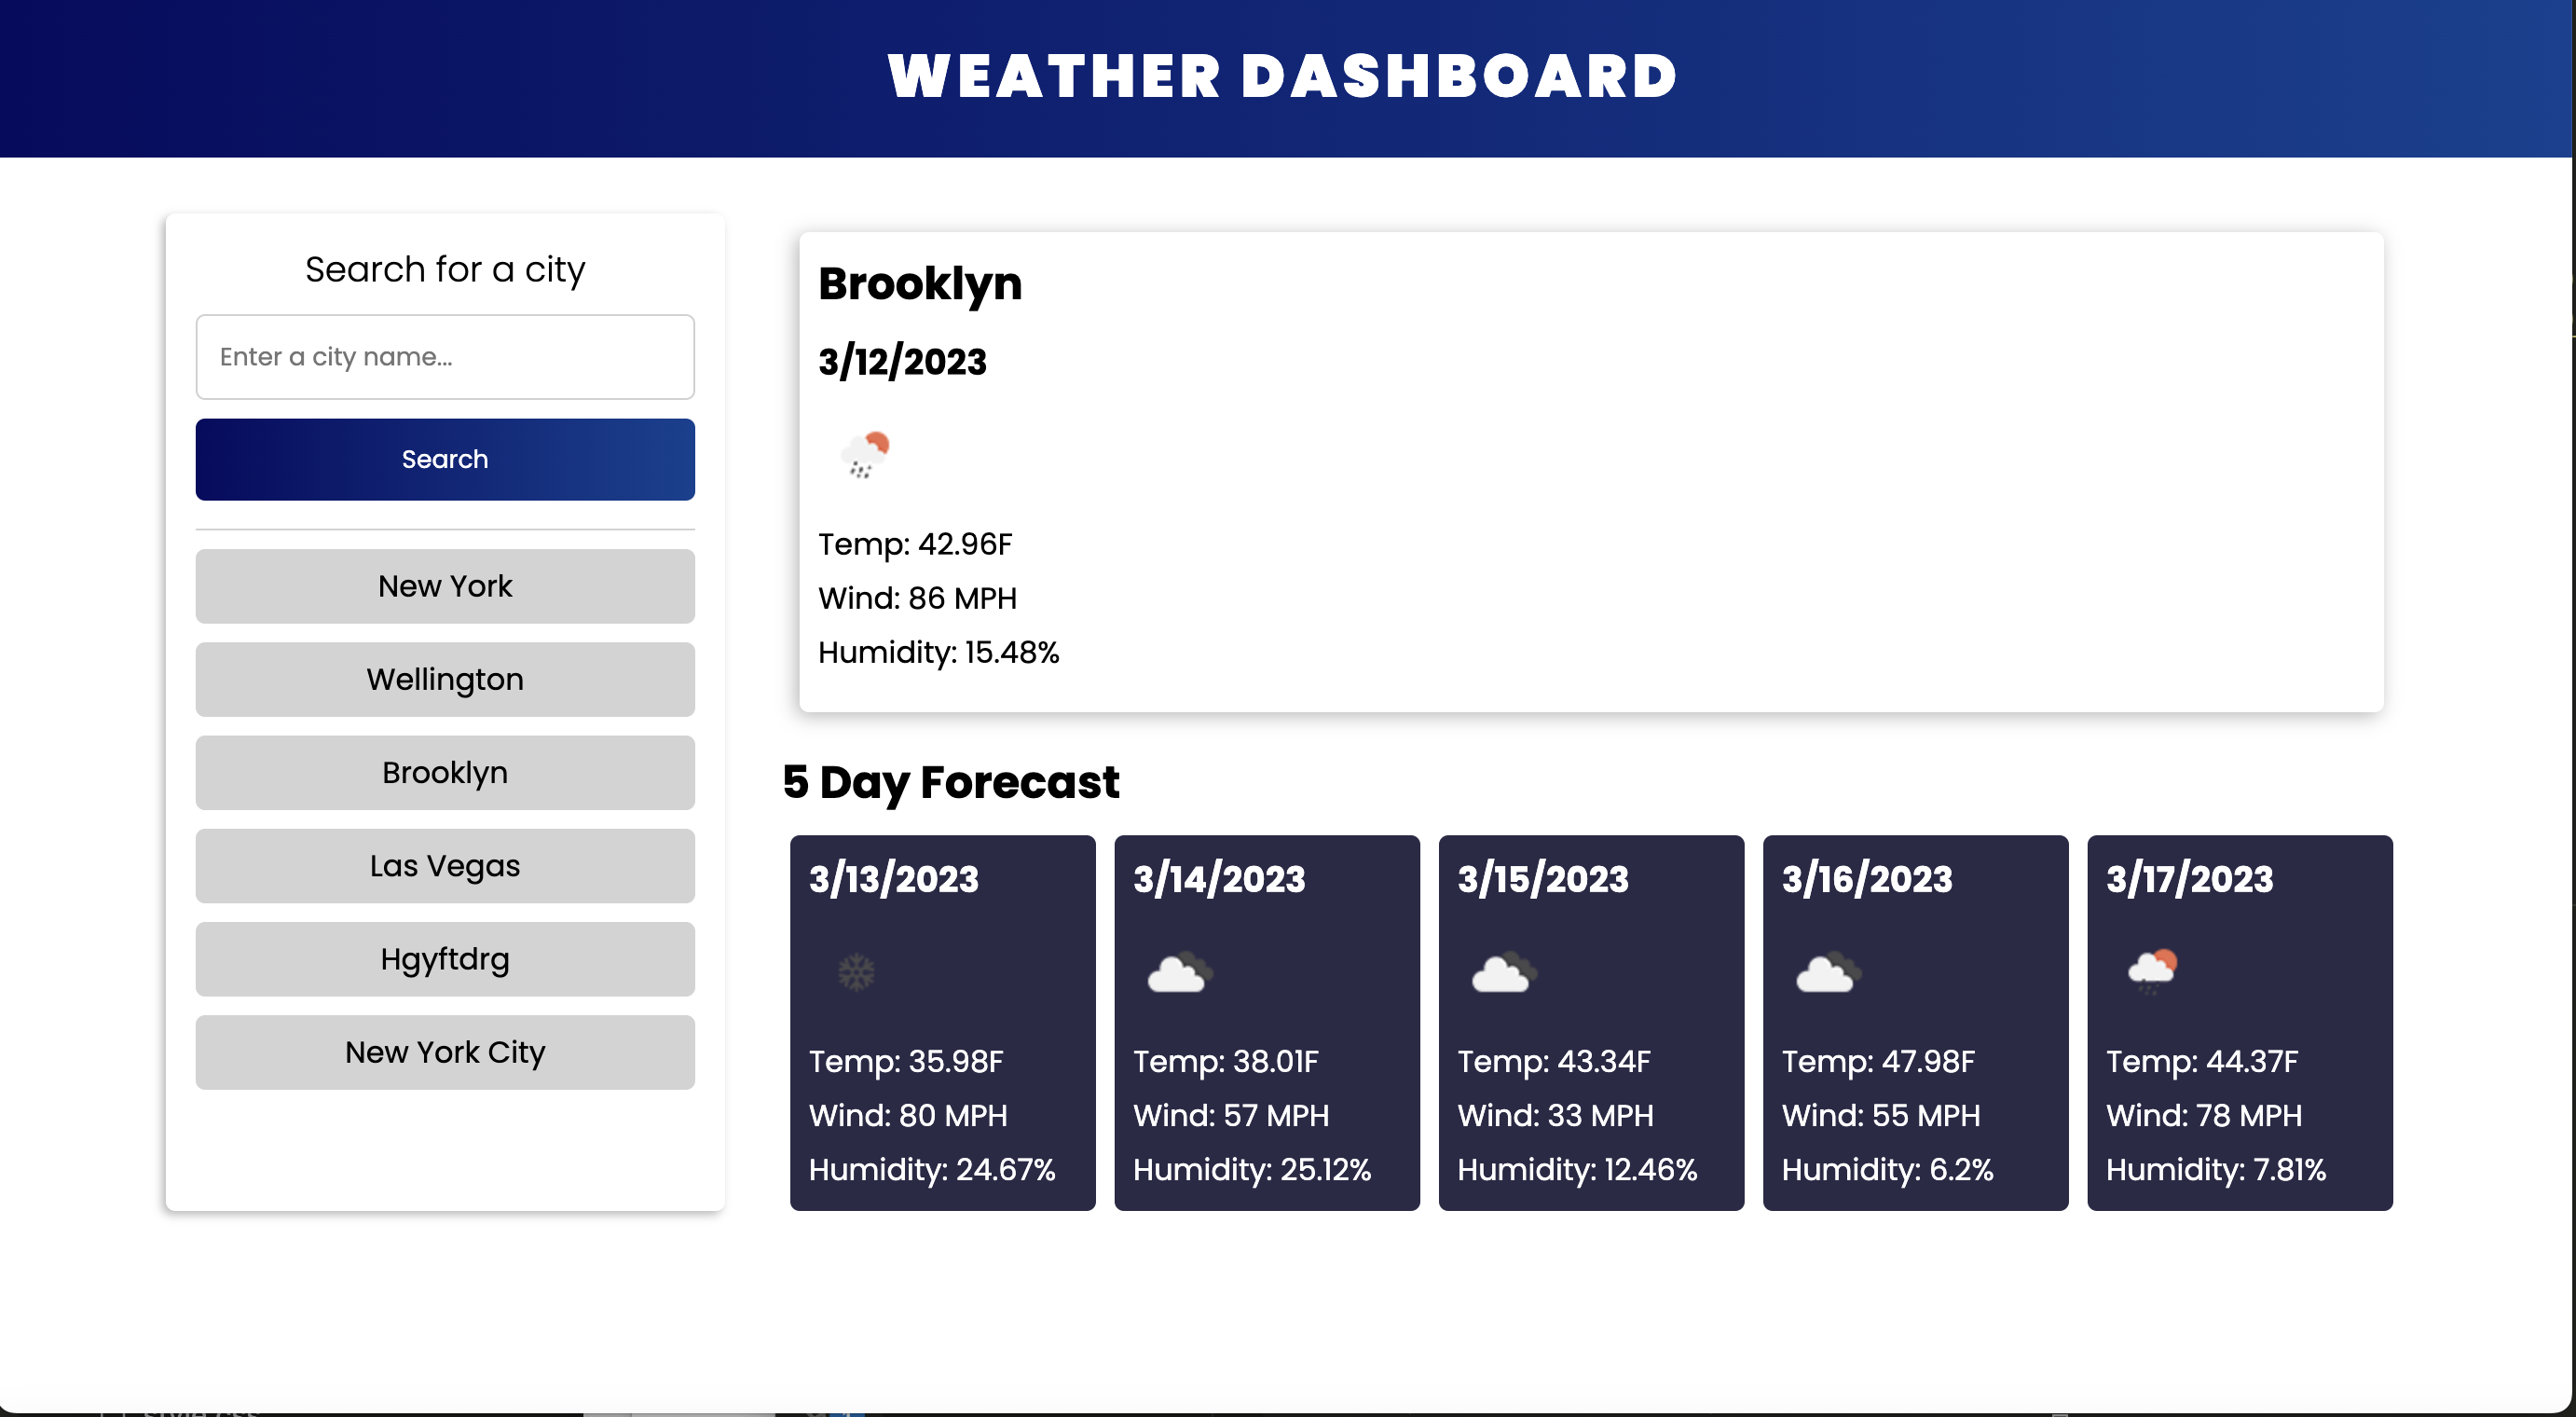 WEATHER DASHBOARD
Search for a city
Enter a city name...
Search
New York
Wellington
Brooklyn
Las Vegas
Hgyftdrg
New York City
Brooklyn
3/12/2023
Temp: 42.96F
Wind: 86 MPH
Humidity: 15.48%
5 Day Forecast
3/13/2023
Temp: 35.98F
Wind: 80 MPH
Humidity: 24.67%
3/14/2023
Temp: 38.01F
Wind: 57 MPH
Humidity: 25.12%
3/15/2023
Temp: 43.34F
Wind: 33 MPH
Humidity: 12.46%
3/16/2023
Temp: 47.98F
Wind: 55 MPH
Humidity: 6.2%
3/17/2023
Temp: 44.37F
Wind: 78 MPH
Humidity: 7.81%